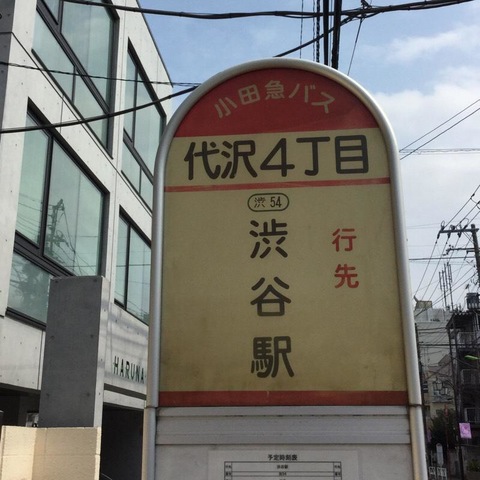 小田急バス
代沢4丁目
渋54
渋谷駅
行先
HARUNA
予定時刻表